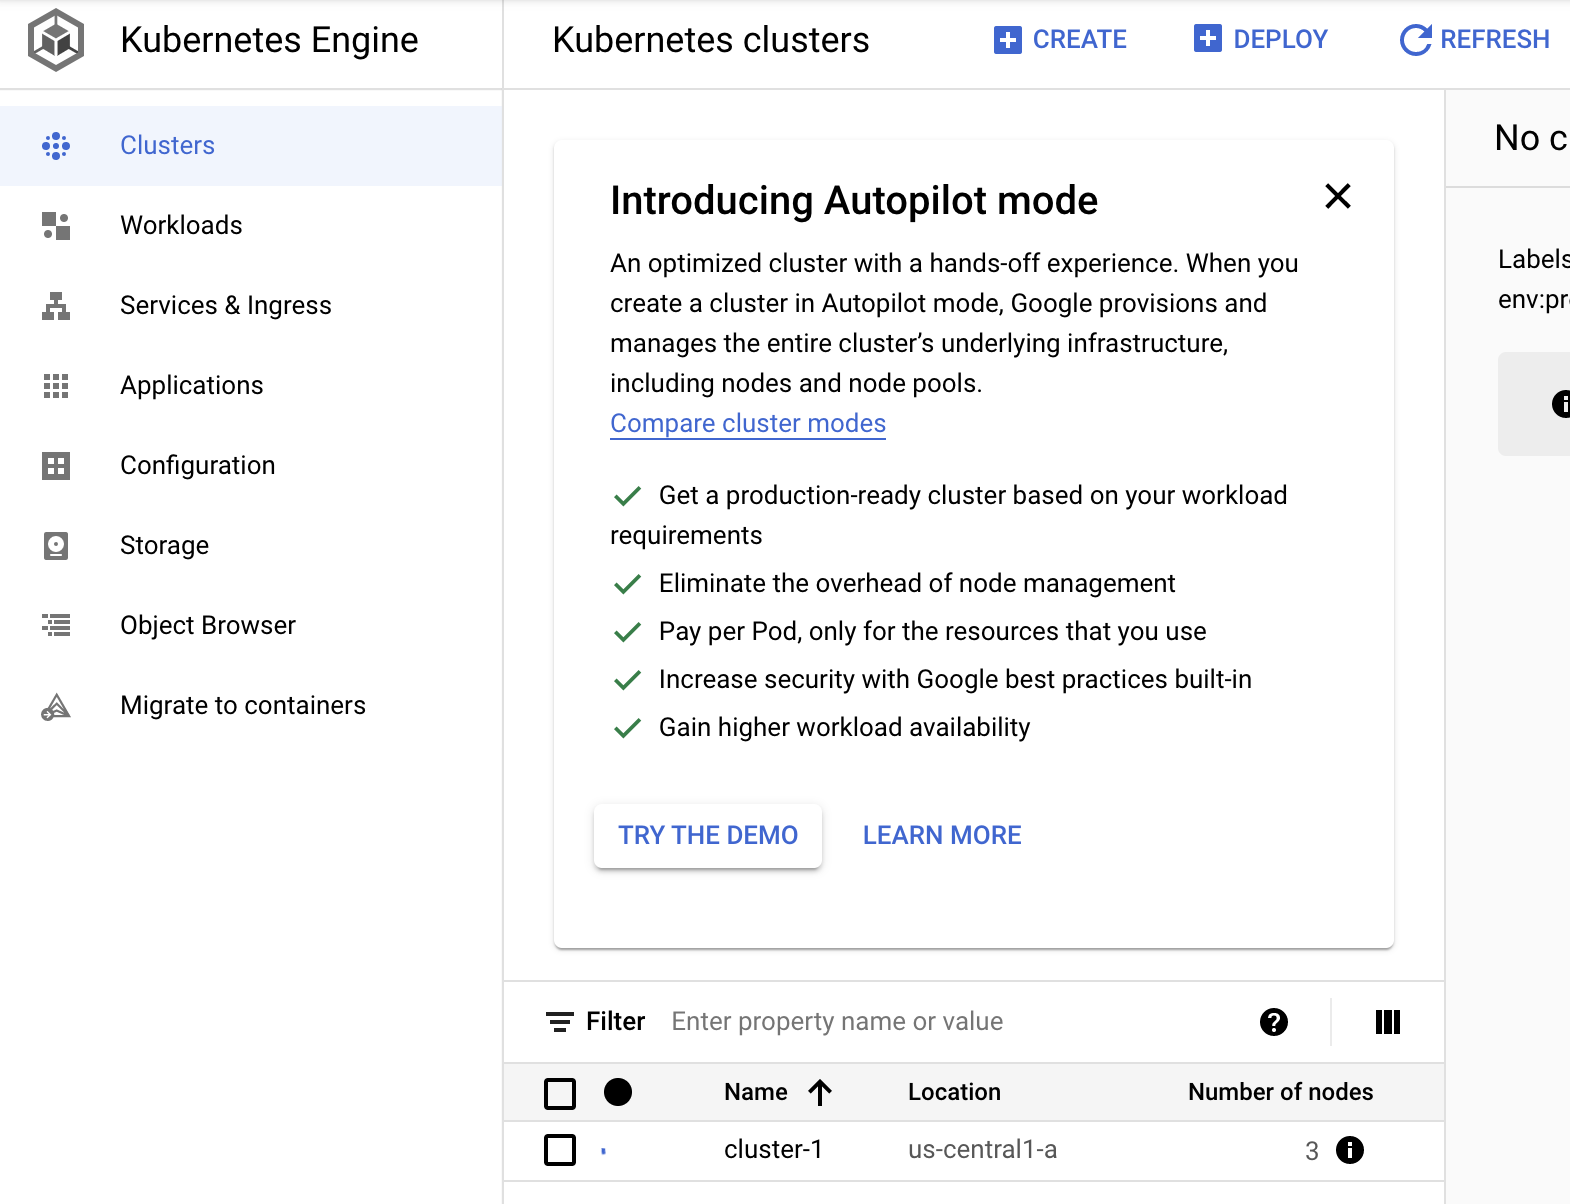 Kubernetes Engine
Kubernetes clusters
CREATE
DEPLOY
REFRESH
Clusters
Workloads
Services & Ingress
Applications
Configuration
Storage
Object Browser
Migrate to containers
Introducing Autopilot mode
An optimized cluster with a hands-off experience. When you
create a cluster in Autopilot mode, Google provisions and
manages the entire cluster’s underlying infrastructure,
including nodes and node pools.
Compare cluster modes
Get a production-ready cluster based on your workload
requirements
Eliminate the overhead of node management
Pay per Pod, only for the resources that you use
Increase security with Google best practices built-in
Gain higher workload availability
TRY THE DEMO
LEARN MORE
Filter Enter property name or value
Name Location Number of nodes
cluster-1 us-central1-a 3
No
Labels